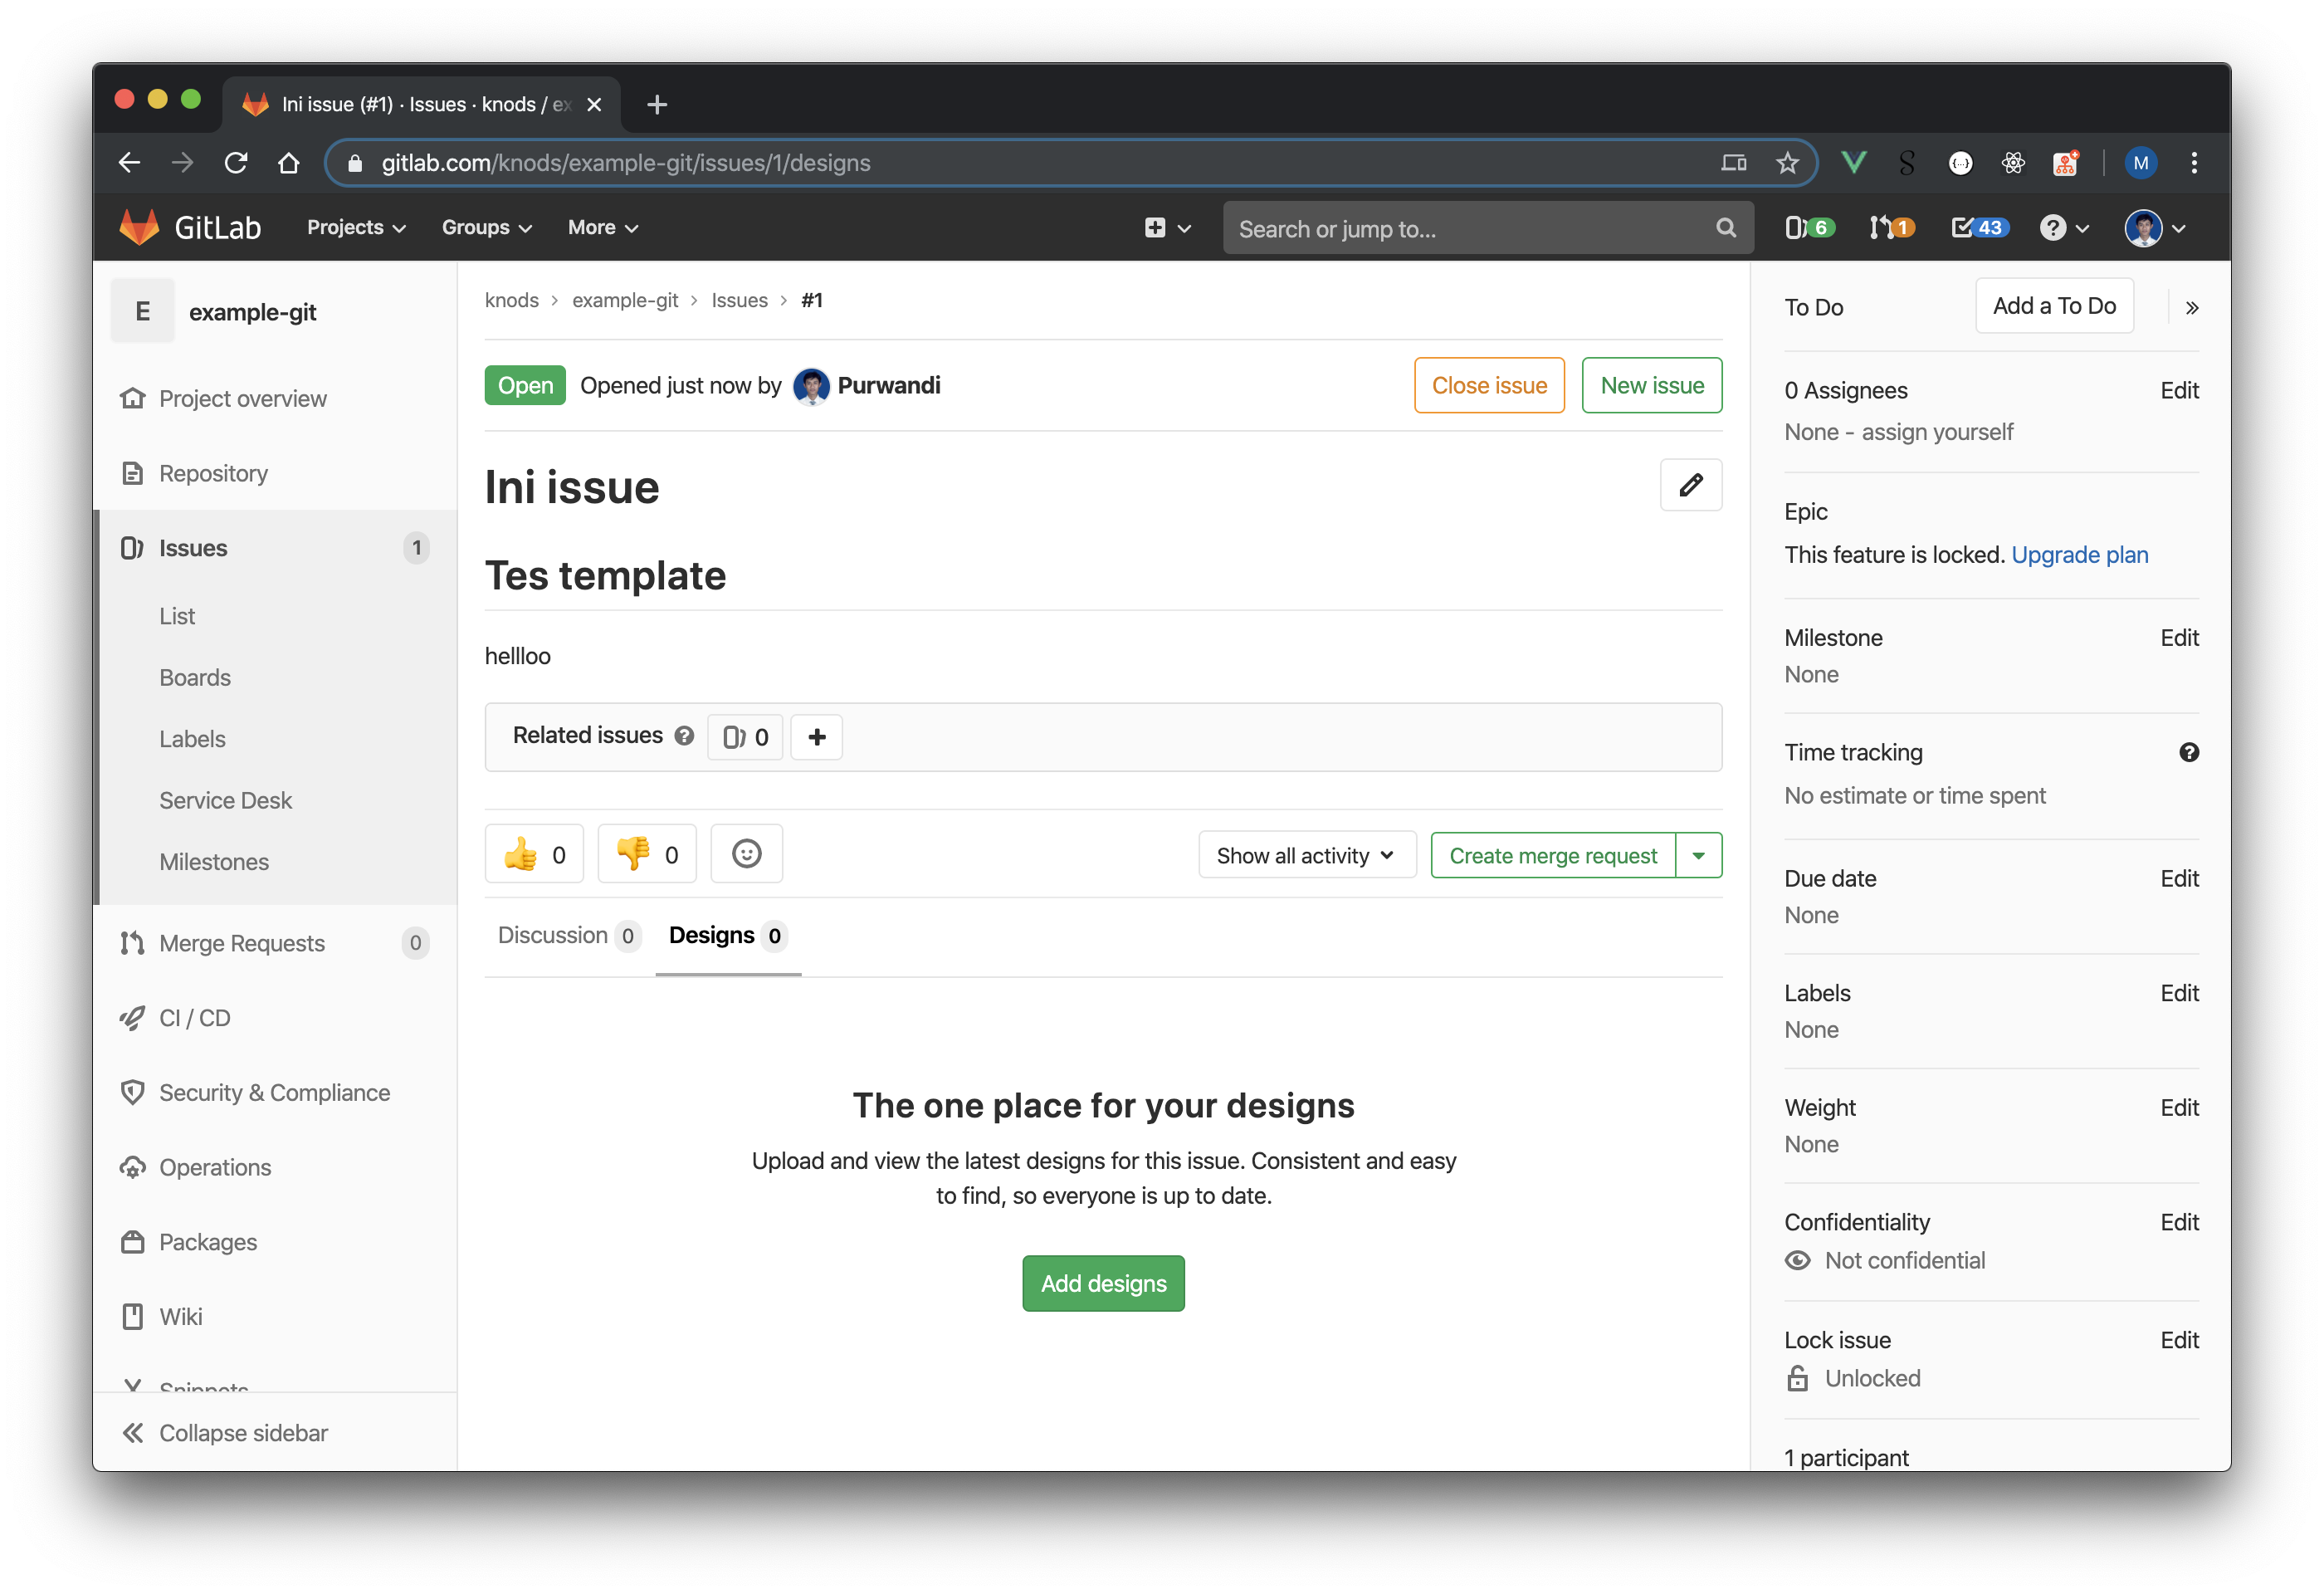 Ini issue (#1) · Issues · knods / ex
gitlab.com/knods/example-git/issues/1/designs
M
GitLab
Projects
Groups
More
Search or jump to...
6
1
43
E
example-git
Project overview
Repository
Issues 1
List
Boards
Labels
Service Desk
Milestones
Merge Requests 0
CI / CD
Security & Compliance
Operations
Packages
Wiki
Snippets
Collapse sidebar
knods > example-git > Issues > #1
Open Opened just now by Purwandi
Close issue
New issue
Ini issue
Tes template
hellloo
Related issues 0
0
0
Show all activity
Create merge request
Discussion 0
Designs 0
The one place for your designs
Upload and view the latest designs for this issue. Consistent and easy
to find, so everyone is up to date.
Add designs
To Do
Add a To Do
0 Assignees Edit
None - assign yourself
Epic
This feature is locked. Upgrade plan
Milestone Edit
None
Time tracking
No estimate or time spent
Due date Edit
None
Labels Edit
None
Weight Edit
None
Confidentiality Edit
Not confidential
Lock issue Edit
Unlocked
1 participant